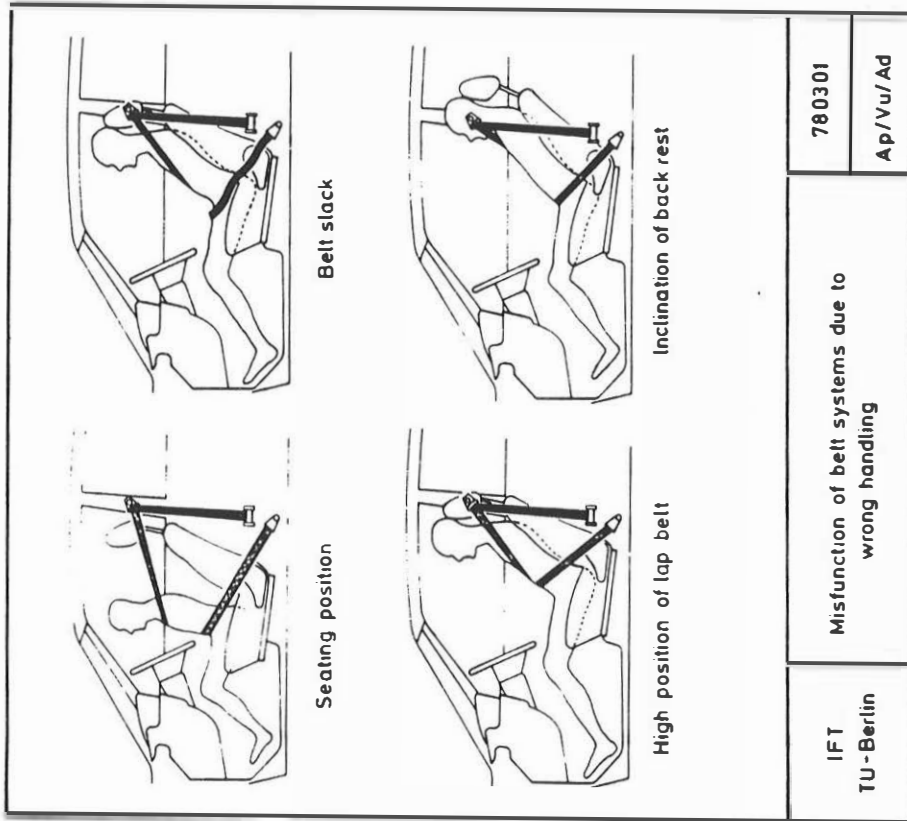 Seating position
Belt slack
High position of lap belt
Inclination of back rest
IFT
TU-Berlin
Misfunction of belt systems due to
wrong handling
780301
Ap/Vu/Ad